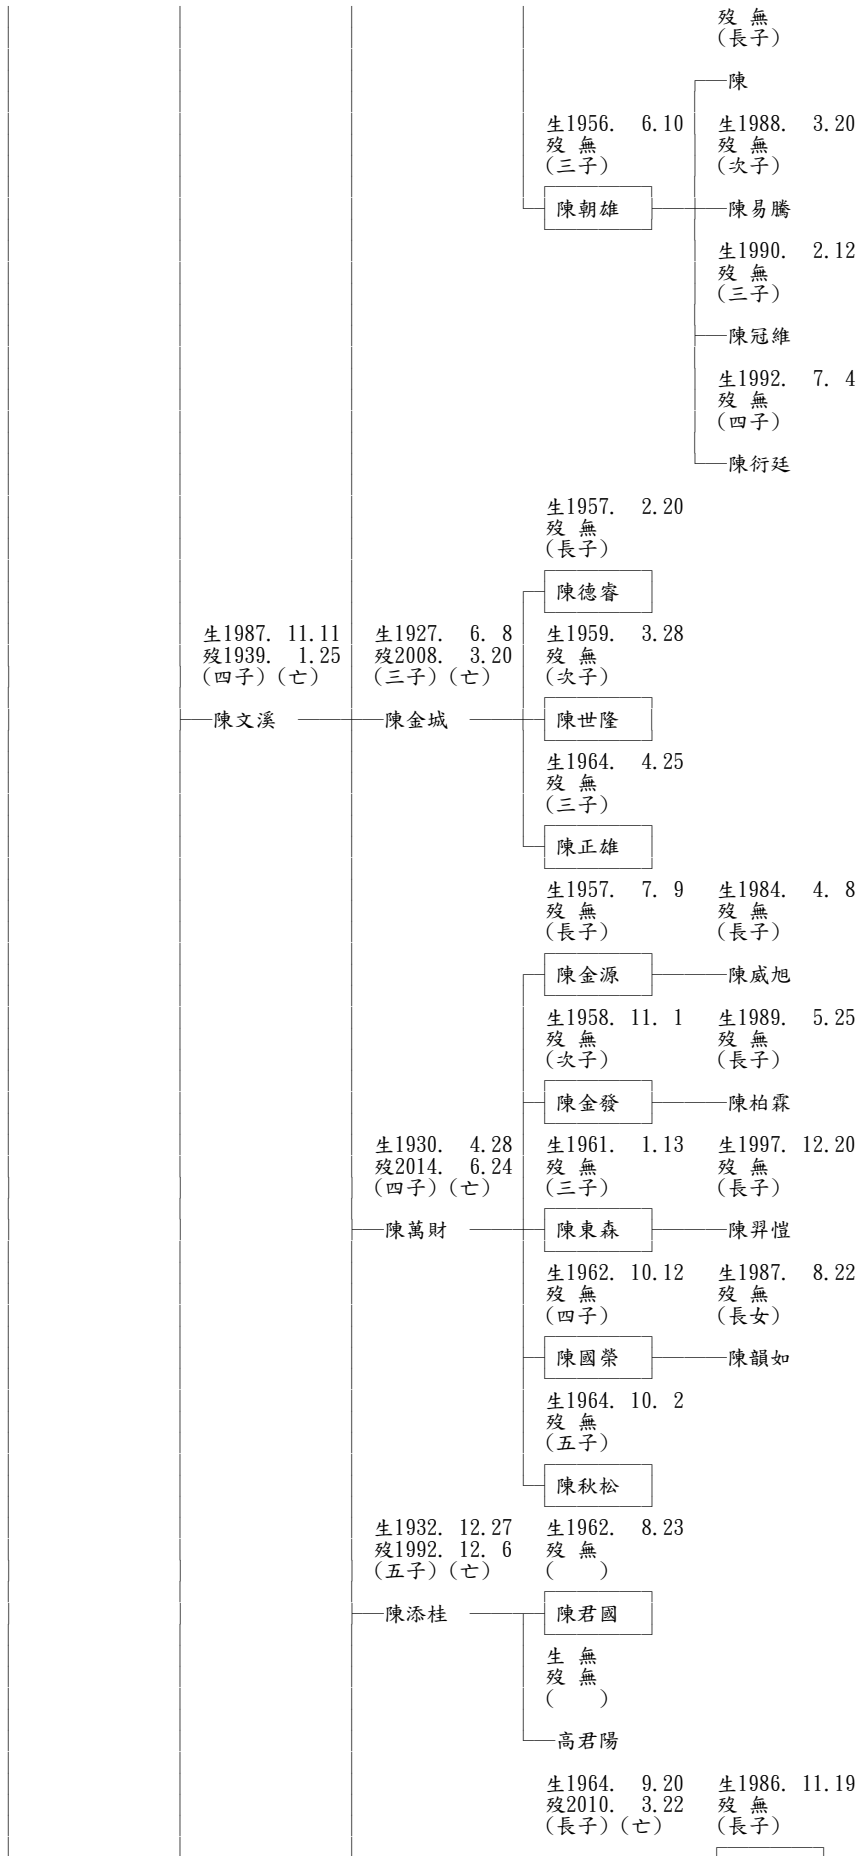 歿 無
(長子)
陳
生1956. 6.10 生1988. 3.20
歿 無 歿 無
(三子) (次子)
陳朝雄 陳易騰
生1990. 2.12
歿 無
(三子)
陳冠維
生1992. 7. 4
歿 無
(四子)
陳衍廷
生1957. 2.20
歿 無
(長子)
陳德睿
生1987. 11.11 生1927. 6. 8 生1959. 3.28
歿1939. 1.25 歿2008. 3.20 歿 無
(四子)(亡) (三子)(亡) (次子)
陳文溪 陳金城 陳世隆
生1964. 4.25
歿 無
(三子)
陳正雄
生1957. 7. 9 生1984. 4. 8
歿 無 歿 無
(長子) (長子)
陳金源 陳威旭
生1958. 11. 1 生1989. 5.25
歿 無 歿 無
(次子) (長子)
陳金發 陳柏霖
生1930. 4.28 生1961. 1.13 生1997. 12.20
歿2014. 6.24 歿 無 歿 無
(四子)(亡) (三子) (長子)
陳萬財 陳東森 陳羿愷
生1962. 10.12 生1987. 8.22
歿 無 歿 無
(四子) (長女)
陳國榮 陳韻如
生1964. 10. 2
歿 無
(五子)
陳秋松
生1932. 12.27 生1962. 8.23
歿1992. 12. 6 歿 無
(五子)(亡) ( )
陳添桂 陳君國
生 無
歿 無
( )
高君陽
生1964. 9.20 生1986. 11.19
歿2010. 3.22 歿 無
(長子)(亡) (長子)